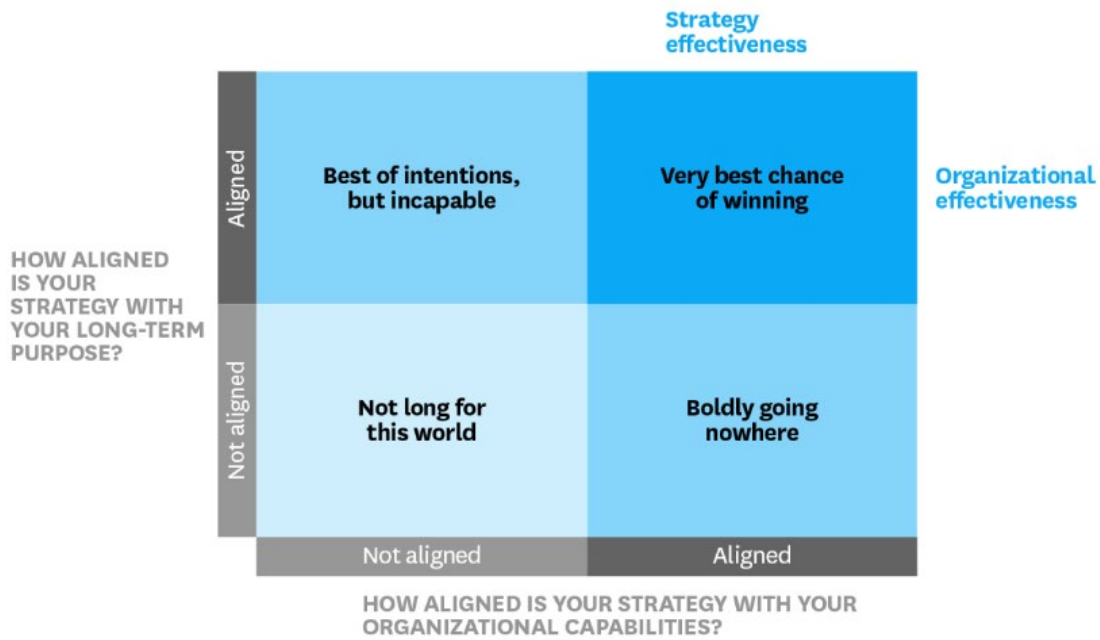 Strategy
effectiveness
Aligned
Best of intentions,
but incapable
Very best chance
of winning
Organizational
effectiveness
HOW ALIGNED
IS YOUR
STRATEGY WITH
YOUR LONG-TERM
PURPOSE?
Not aligned
Not long for
this world
Boldly going
nowhere
Not aligned
Aligned
HOW ALIGNED IS YOUR STRATEGY WITH YOUR
ORGANIZATIONAL CAPABILITIES?